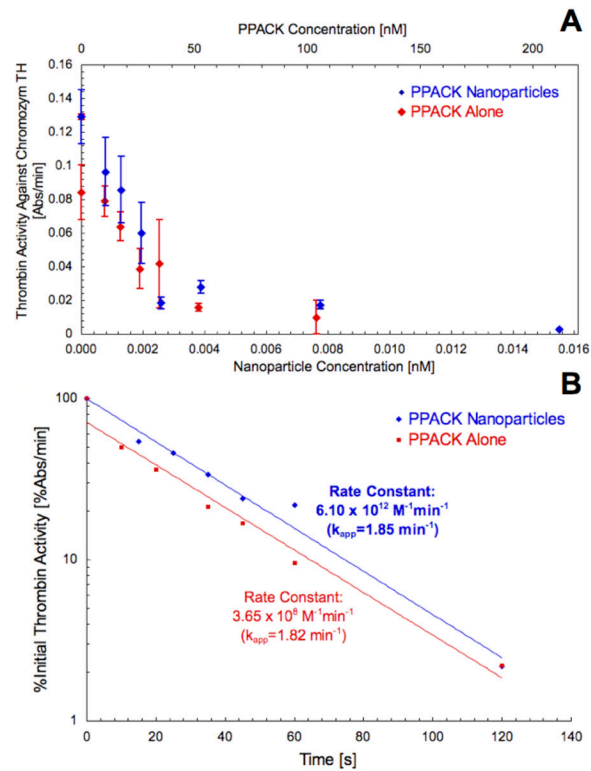 PPACK Concentration [nM]
A
0 50 100 150 200
0.16
0.14
0.12
0.1
0.08
0.06
0.04
0.02
0
Thrombin Activity Against Chromozym TH
[Abs/min]
PPACK Nanoparticles
PPACK Alone
0.000 0.002 0.004 0.006 0.008 0.010 0.012 0.014 0.016
Nanoparticle Concentration [nM]
B
100
10
1
%Initial Thrombin Activity [%Abs/min]
PPACK Nanoparticles
PPACK Alone
Rate Constant:
6.10 x 10¹² M⁻¹min⁻¹
(kapp=1.85 min⁻¹)
Rate Constant:
3.65 x 10⁸ M⁻¹min⁻¹
(kapp=1.82 min⁻¹)
0 20 40 60 80 100 120 140
Time [s]